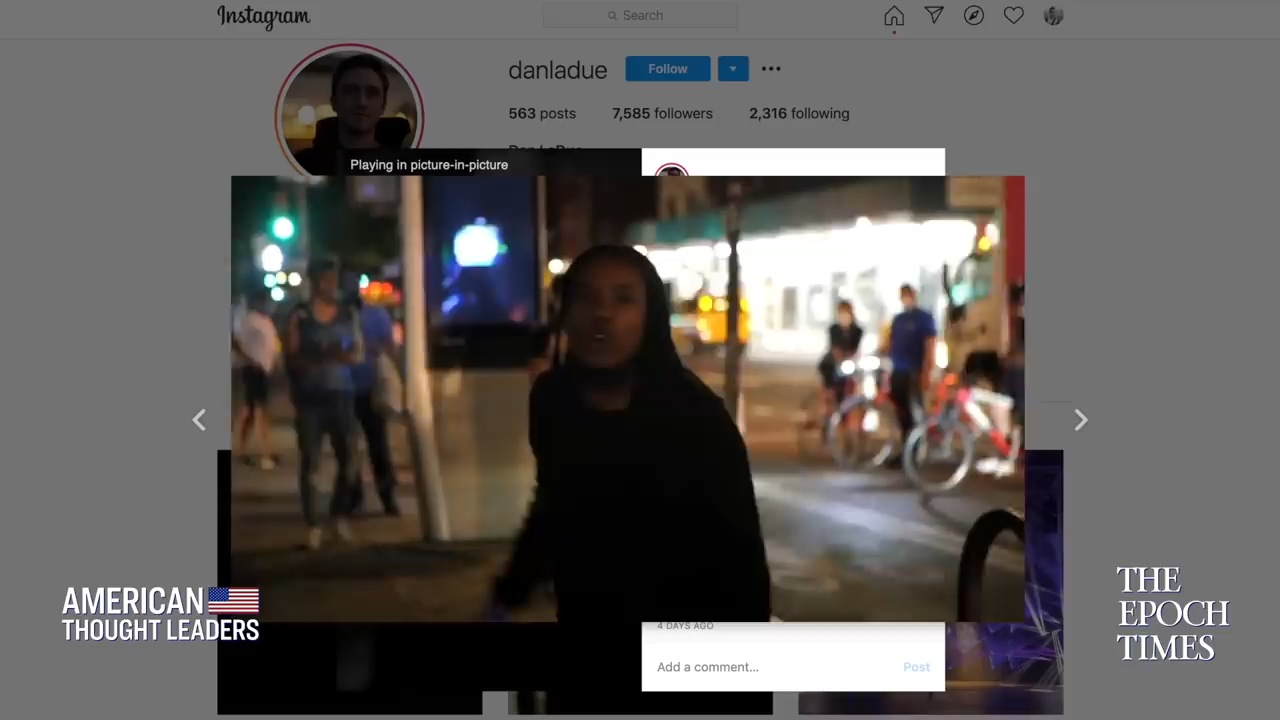 Instagram
Search
danladue
Follow
563 posts
7,585 followers
2,316 following
Playing in picture-in-picture
AMERICAN
THOUGHT LEADERS
THE
EPOCH
TIMES
4 DAYS AGO
Add a comment...
Post